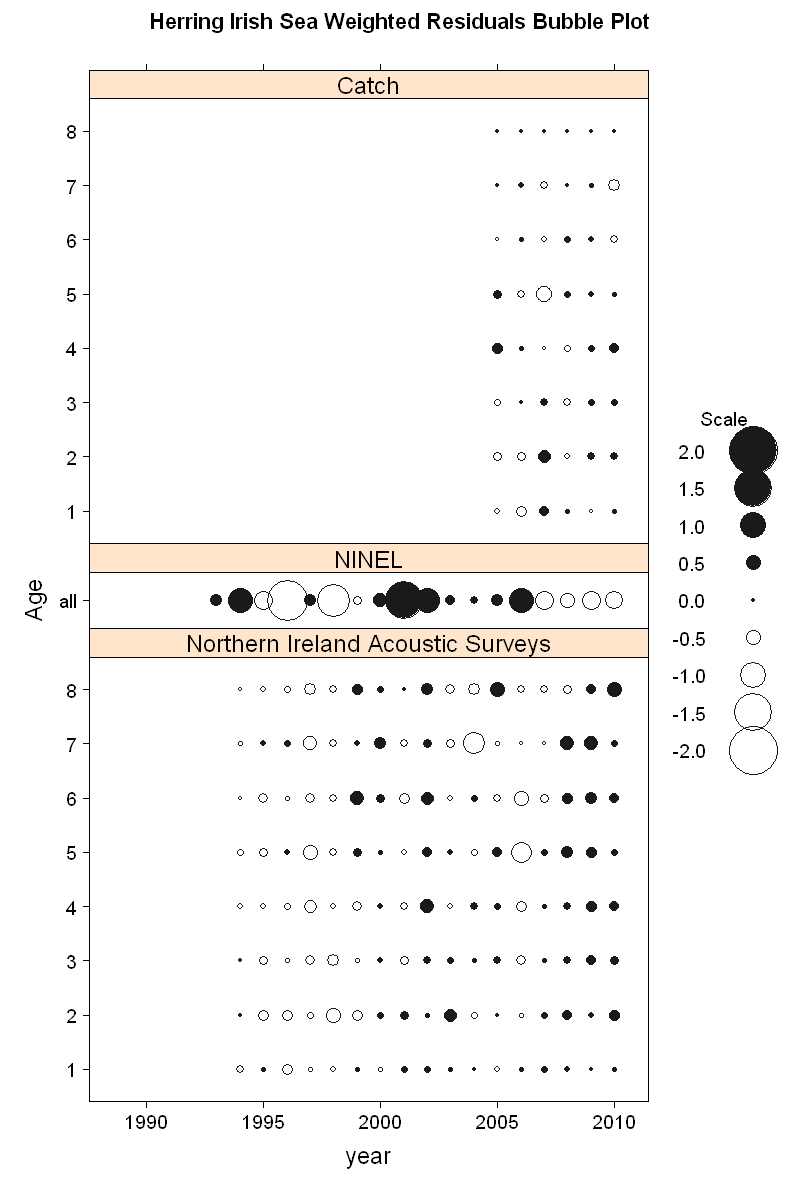 Herring Irish Sea Weighted Residuals Bubble Plot
Catch
8
7
6
5
4
3
2
1
NINEL
all
Northern Ireland Acoustic Surveys
8
7
6
5
4
3
2
1
1990 1995 2000 2005 2010
year
Age
Scale
2.0
1.5
1.0
0.5
0.0
-0.5
-1.0
-1.5
-2.0